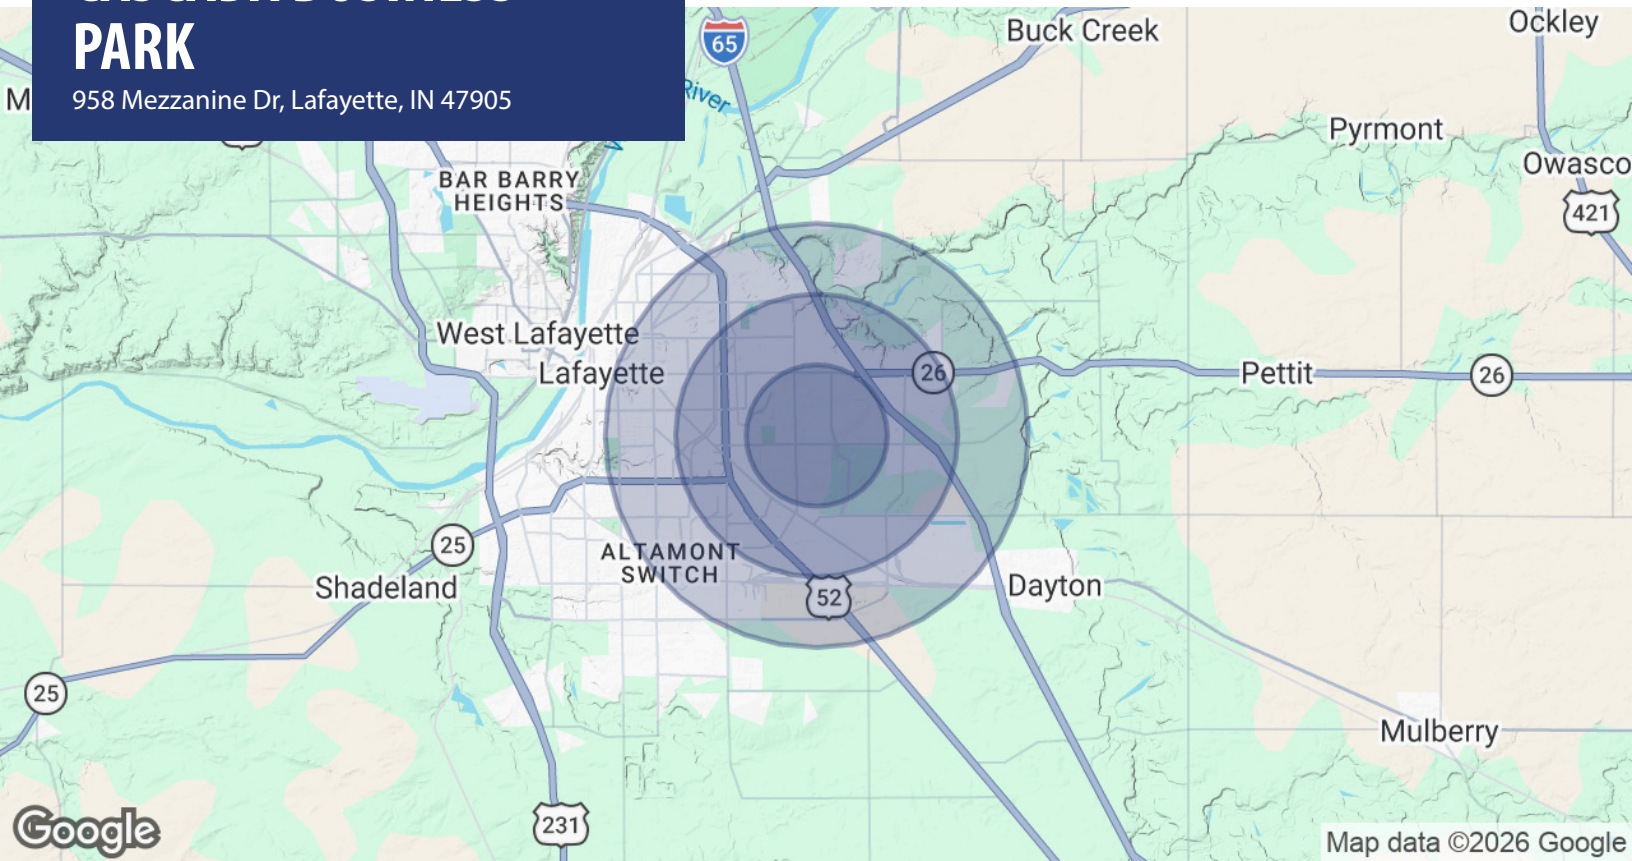 PARK
958 Mezzanine Dr, Lafayette, IN 47905
65
Buck Creek
Ockley
River
M
Pyrmont
Owasco
421
BAR BARRY
HEIGHTS
West Lafayette
Lafayette
26
Pettit
26
25
ALTAMONT
SWITCH
Shadeland
52
Dayton
25
Mulberry
231
Google
Map data ©2026 Google